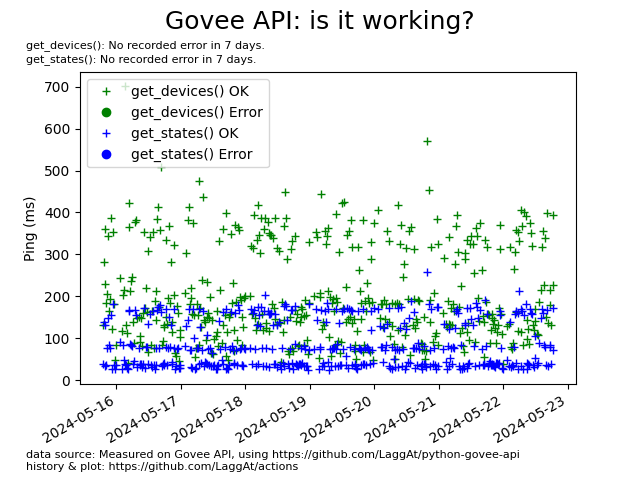 Govee API: is it working?
get_devices(): No recorded error in 7 days.
get_states(): No recorded error in 7 days.
get_devices() OK
get_devices() Error
get_states() OK
get_states() Error
Ping (ms)
700
600
500
400
300
200
100
0
2024-05-16
2024-05-17
2024-05-18
2024-05-19
2024-05-20
2024-05-21
2024-05-22
2024-05-23
data source: Measured on Govee API, using https://github.com/LaggAt/python-govee-api
history & plot: https://github.com/LaggAt/actions